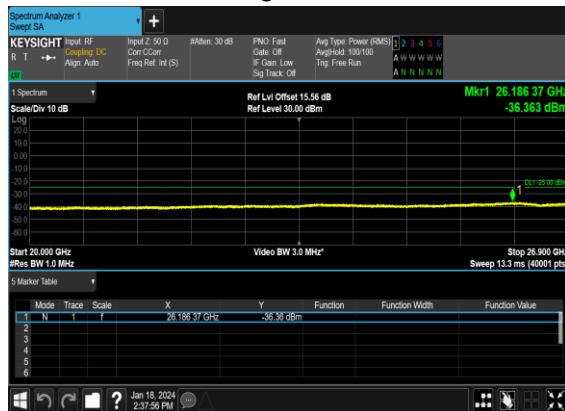 Spectrum Analyzer 1
Swept SA
+
KEYSIGHT Input: RF Input Z: 50 Ω #Atten: 30 dB PNO: Fast Avg Type: Power (RMS) 1 2 3 4 5 6
R T Coupling: DC Corr CCorr Gate: Off Avg|Hold: 100/100 A W W W W W
Align: Auto Freq Ref: Int (S) IF Gain: Low Trig: Free Run
Sig Track: Off A N N N N N
LW
1 Spectrum Ref Lvl Offset 15.56 dB Mkr1 26.186 37 GHz
Scale/Div 10 dB Ref Level 30.00 dBm -36.363 dBm
Log
20.0
10.0
0.00
-10.0
-20.0
DL1 -25.00 dBm
1
-30.0
-40.0
-50.0
-60.0
Start 20.000 GHz Video BW 3.0 MHz* Stop 26.900 GHz
#Res BW 1.0 MHz Sweep 13.3 ms (40001 pts
5 Marker Table
Mode Trace Scale X Y Function Function Width Function Value
1 N 1 f 26.186 37 GHz -36.36 dBm
2
3
4
5
6
? Jan 18, 2024
2:37:56 PM